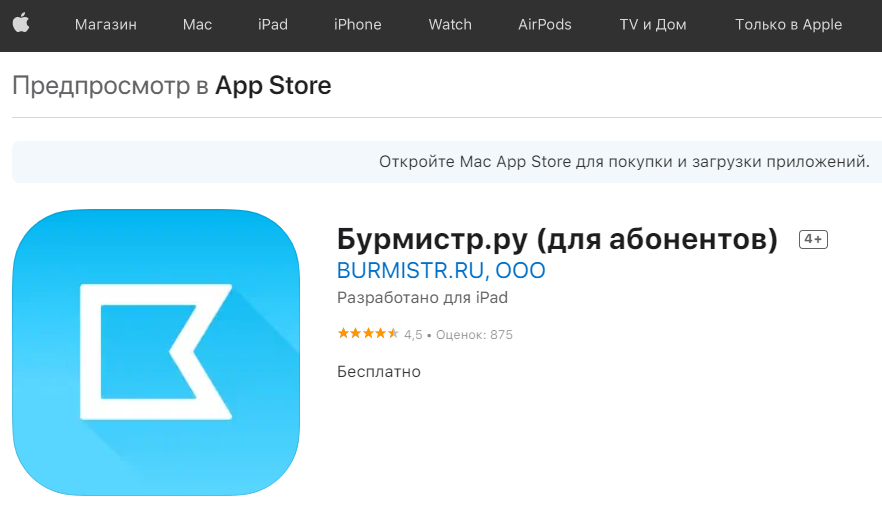 Магазин Mac iPad iPhone Watch AirPods TV и Дом Только в Apple
Предпросмотр в App Store
Откройте Mac App Store для покупки и загрузки приложений.
Бурмистр.ру (для абонентов) 4+
BURMISTR.RU, OOO
Разработано для iPad
4,5 • Оценок: 875
Бесплатно